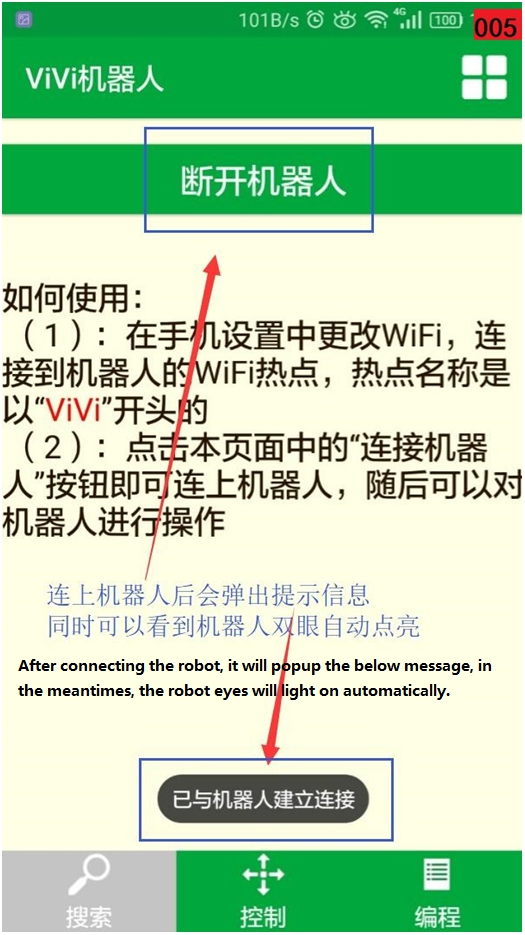 101B/s 4G 100
005
ViVi机器人
断开机器人
如何使用：
（1）：在手机设置中更改WiFi，连
接到机器人的WiFi热点，热点名称是
以“ViVi”开头的
（2）：点击本页面中的“连接机器
人”按钮即可连上机器人，随后可以对
机器人进行操作
连上机器人后会弹出提示信息
同时可以看到机器人双眼自动点亮
After connecting the robot, it will popup the below message, in
the meantimes, the robot eyes will light on automatically.
已与机器人建立连接
搜索 控制 编程